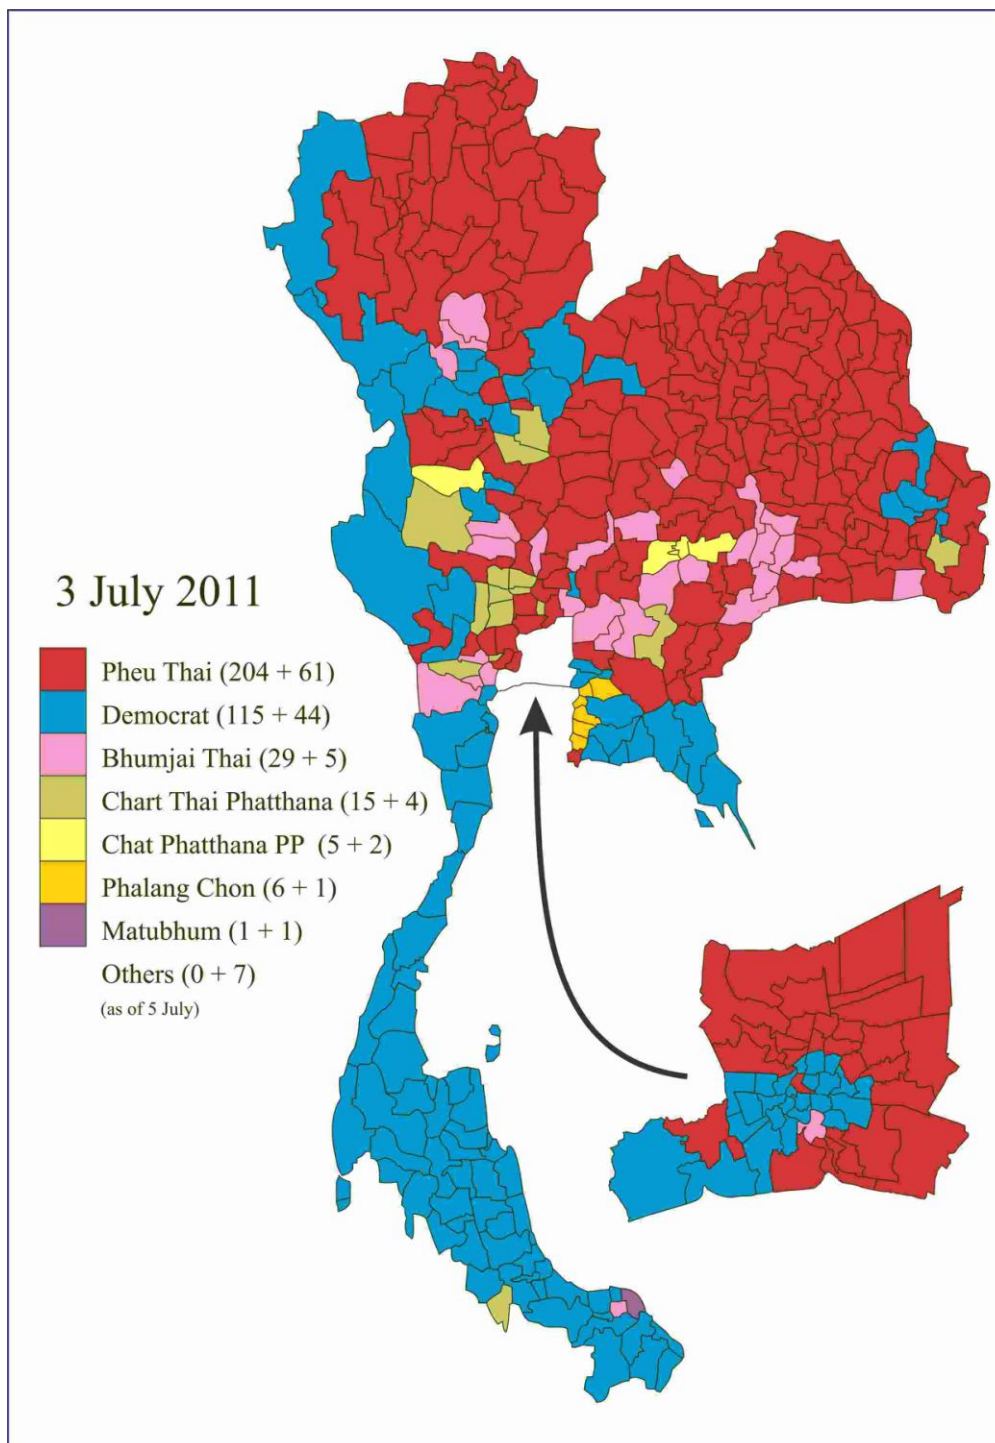 3 July 2011
Pheu Thai (204 + 61)
Democrat (115 + 44)
Bhumjai Thai (29 + 5)
Chart Thai Phatthana (15 + 4)
Chat Phatthana PP (5 + 2)
Phalang Chon (6 + 1)
Matubhum (1 + 1)
Others (0 + 7)
(as of 5 July)